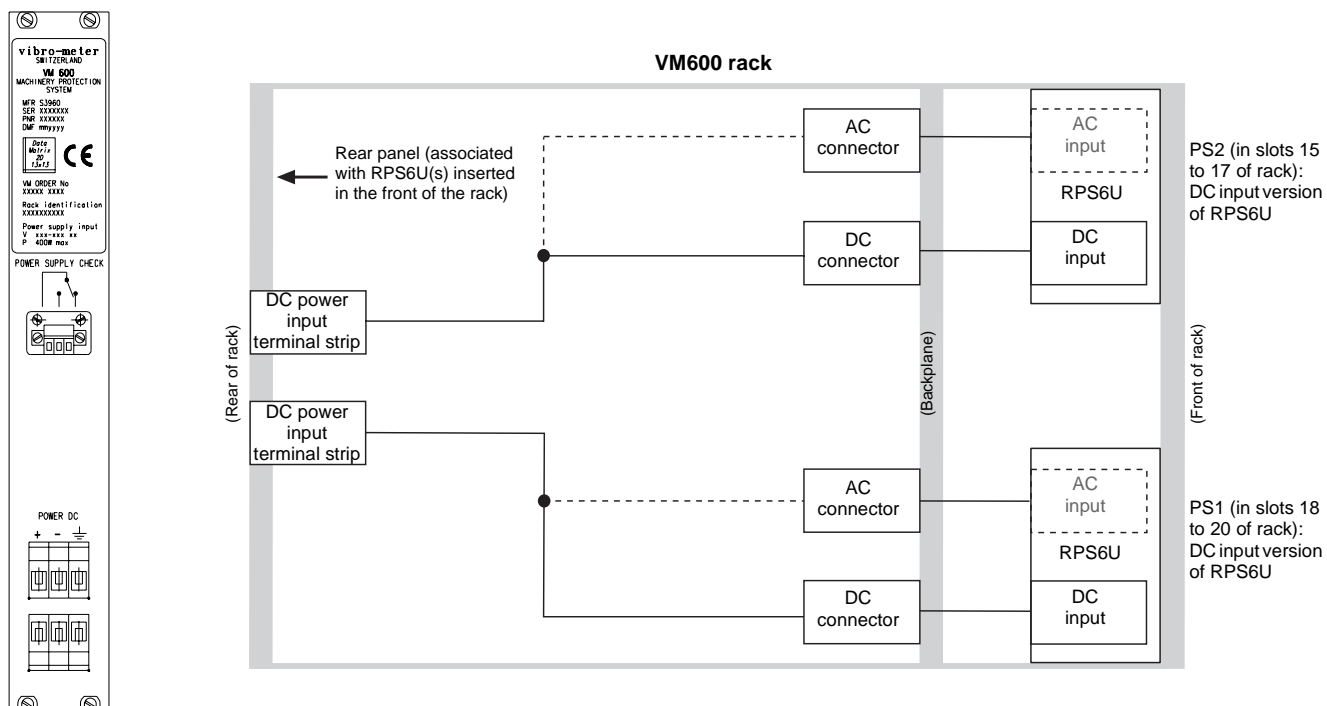 vibro-meter
SWITZERLAND
VM 600
MACHINERY PROTECTION
SYSTEM
MFR S3960
SER XXXXXXX
PNR XXXXXX
DMF mmyyyy
Data
Matrix
2D
13x13
CE
VM ORDER No
XXXXX XXXX
Rack identification
XXXXXXXXXX
Power supply input
V xxx-xxx xx
P 400W max
POWER SUPPLY CHECK
POWER DC
+ -
VM600 rack
Rear panel (associated
with RPS6U(s) inserted
in the front of the rack)
AC
connector
AC
input
RPS6U
DC
connector
DC
input
PS2 (in slots 15
to 17 of rack):
DC input version
of RPS6U
DC power
input
terminal strip
(Rear of rack)
(Backplane)
(Front of rack)
DC power
input
terminal strip
AC
connector
AC
input
RPS6U
DC
connector
DC
input
PS1 (in slots 18
to 20 of rack):
DC input version
of RPS6U